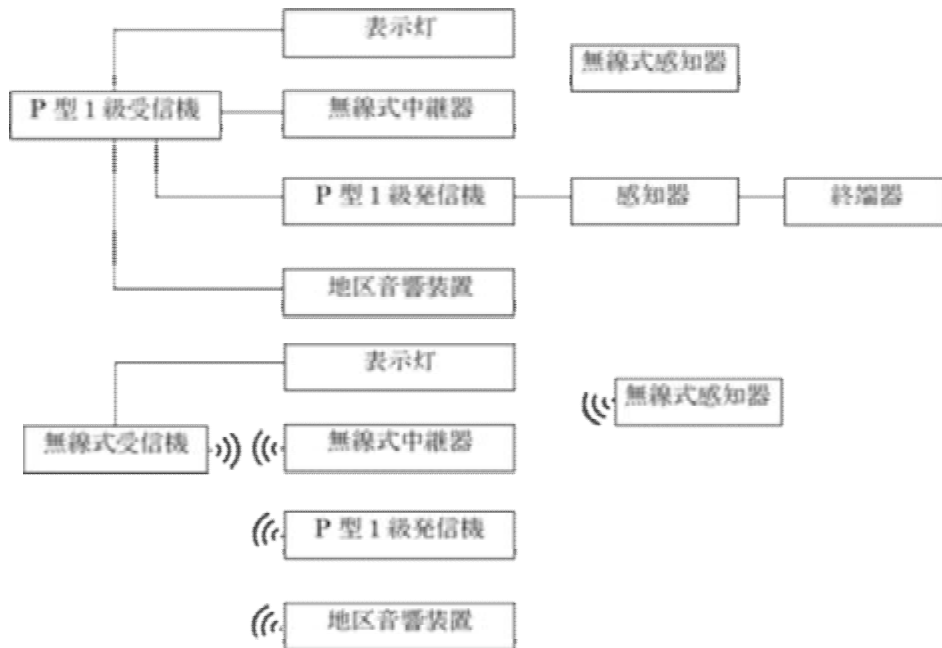 表示灯
無線式感知器
P 型 1 級受信機
無線式中継器
P 型 1 級発信機
感知器
終端器
地区音響装置
表示灯
無線式感知器
無線式受信機
無線式中継器
P 型 1 級発信機
地区音響装置